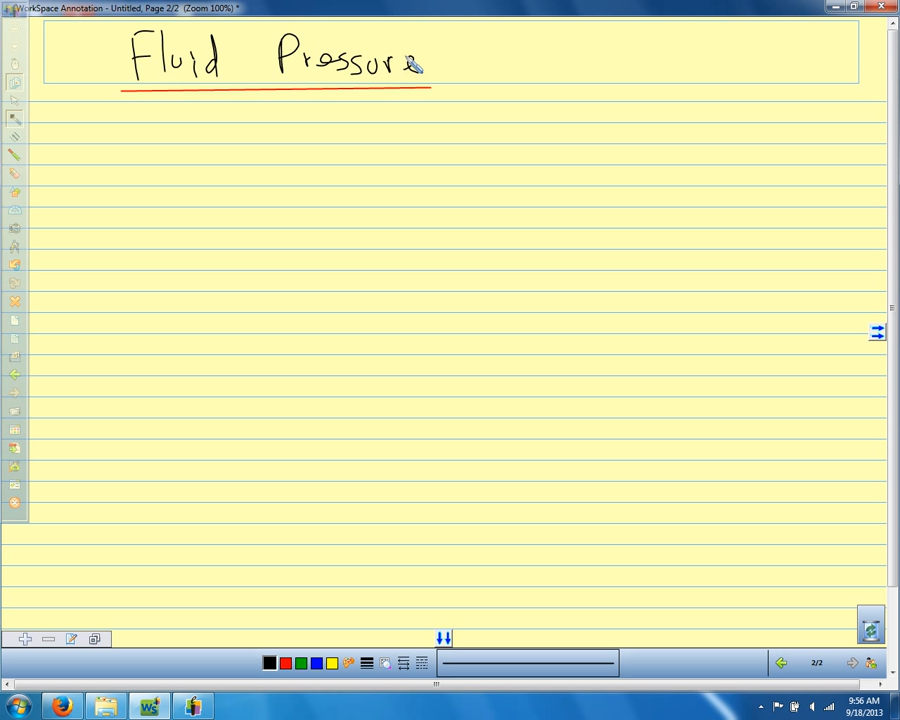 WorkSpace Annotation - Untitled, Page 2/2 (Zoom 100%) *
Fluid Pressure
2/2
9:56 AM
9/18/2013